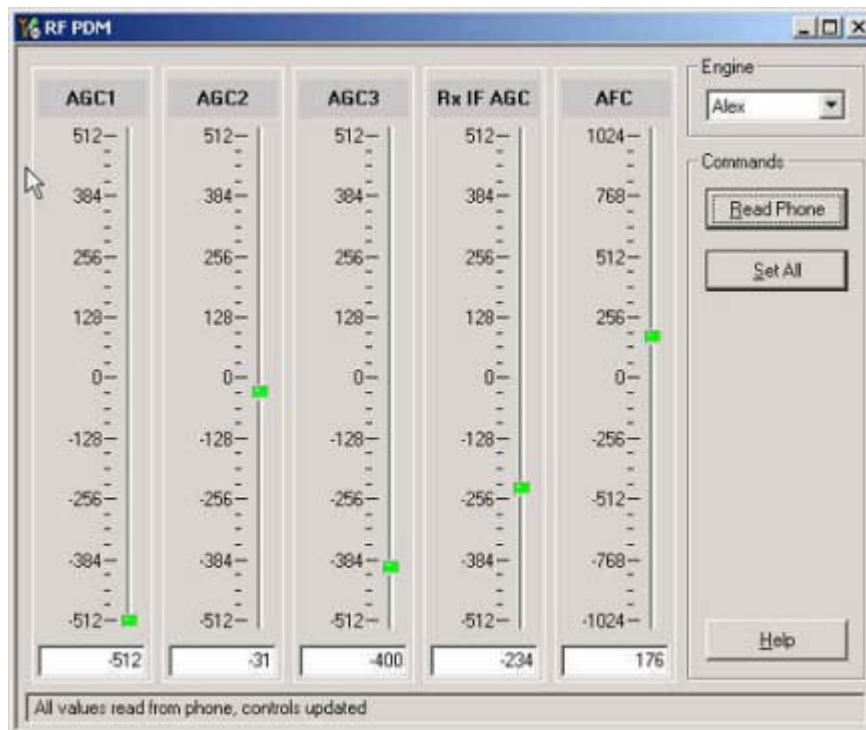 RF PDM
AGC1 AGC2 AGC3 Rx IF AGC AFC
512 512 512 512 1024
384 384 384 384 768
256 256 256 256 512
128 128 128 128 256
0 0 0 0 0
-128 -128 -128 -128 -256
-256 -256 -256 -256 -512
-384 -384 -384 -384 -768
-512 -512 -512 -512 -1024
-512 -31 -400 -234 176
Engine
Alex
Commands
Read Phone
Set All
Help
All values read from phone, controls updated